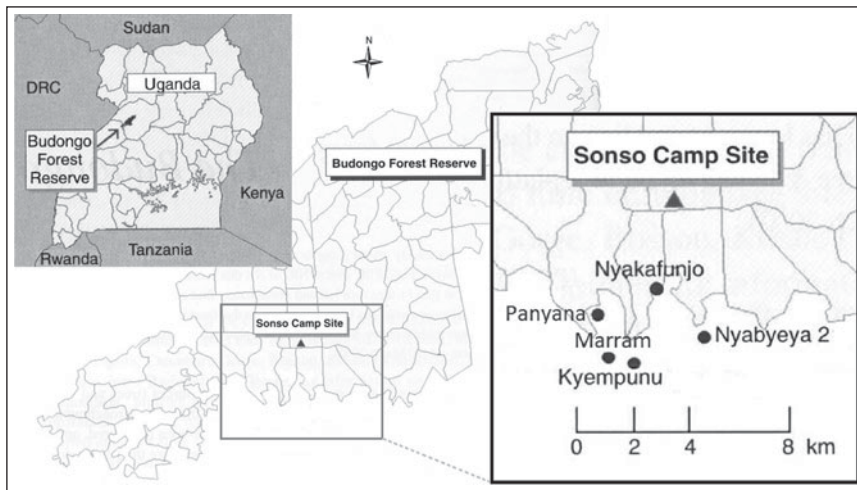 Sudan
DRC
Uganda
Budongo
Forest
Reserve
Kenya
Tanzania
Rwanda
N
Budongo Forest Reserve
Sonso Camp Site
Sonso Camp Site
Nyakafunjo
Panyana
Marram
Nyabyeya 2
Kyempunu
0 2 4 8 km